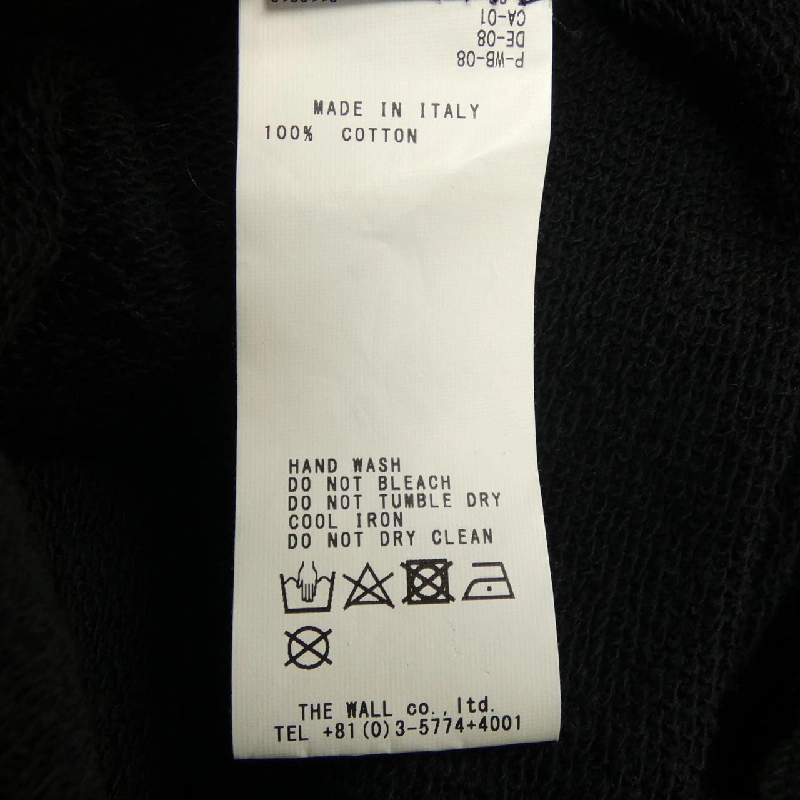 CA-01
DE-08
P-WB-08
MADE IN ITALY
100% COTTON
HAND WASH
DO NOT BLEACH
DO NOT TUMBLE DRY
COOL IRON
DO NOT DRY CLEAN
THE WALL co.,ltd.
TEL +81(0)3-5774+4001